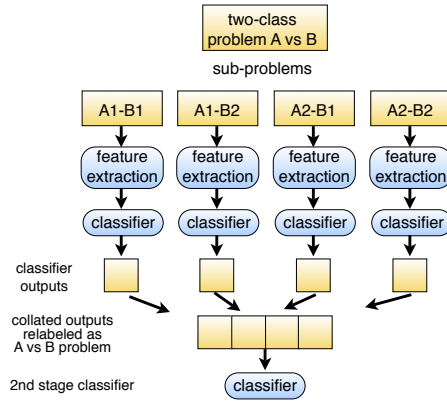 two-class
problem A vs B
sub-problems
A1-B1 A1-B2 A2-B1 A2-B2
feature extraction feature extraction feature extraction feature extraction
classifier classifier classifier classifier
classifier
outputs
collated outputs
relabeled as
A vs B problem
2nd stage classifier classifier